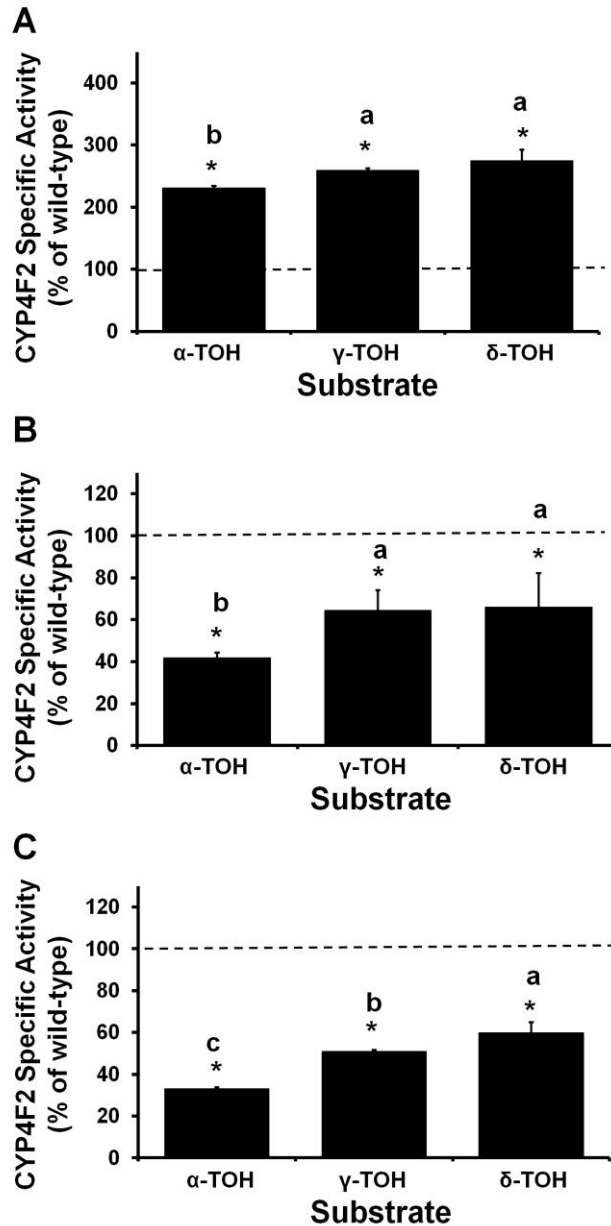 A
CYP4F2 Specific Activity
(% of wild-type)
400
300
200
100
0
b
*
a
*
a
*
α-TOH
γ-TOH
δ-TOH
Substrate
B
CYP4F2 Specific Activity
(% of wild-type)
120
100
80
60
40
20
0
b
*
a
*
a
*
α-TOH
γ-TOH
δ-TOH
Substrate
C
CYP4F2 Specific Activity
(% of wild-type)
120
100
80
60
40
20
0
c
*
b
*
a
*
α-TOH
γ-TOH
δ-TOH
Substrate